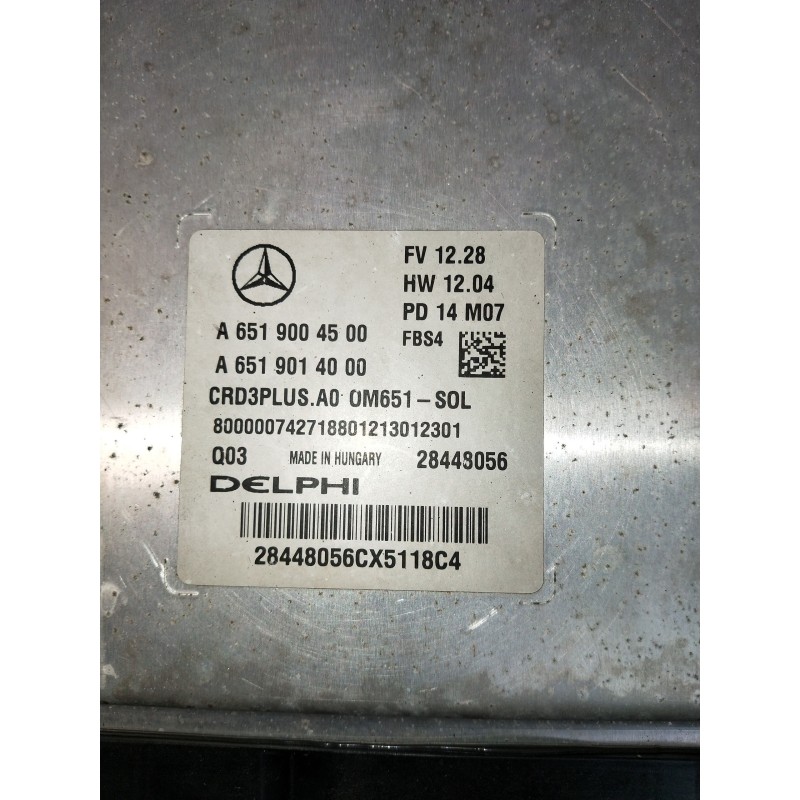 FV 12.28
HW 12.04
PD 14 M07
A 651 900 45 00 FBS4
A 651 901 40 00
CRD3PLUS.A0 OM651-SOL
800000742718801213012301
Q03 MADE IN HUNGARY 28448056
DELPHI
28448056CX5118C4